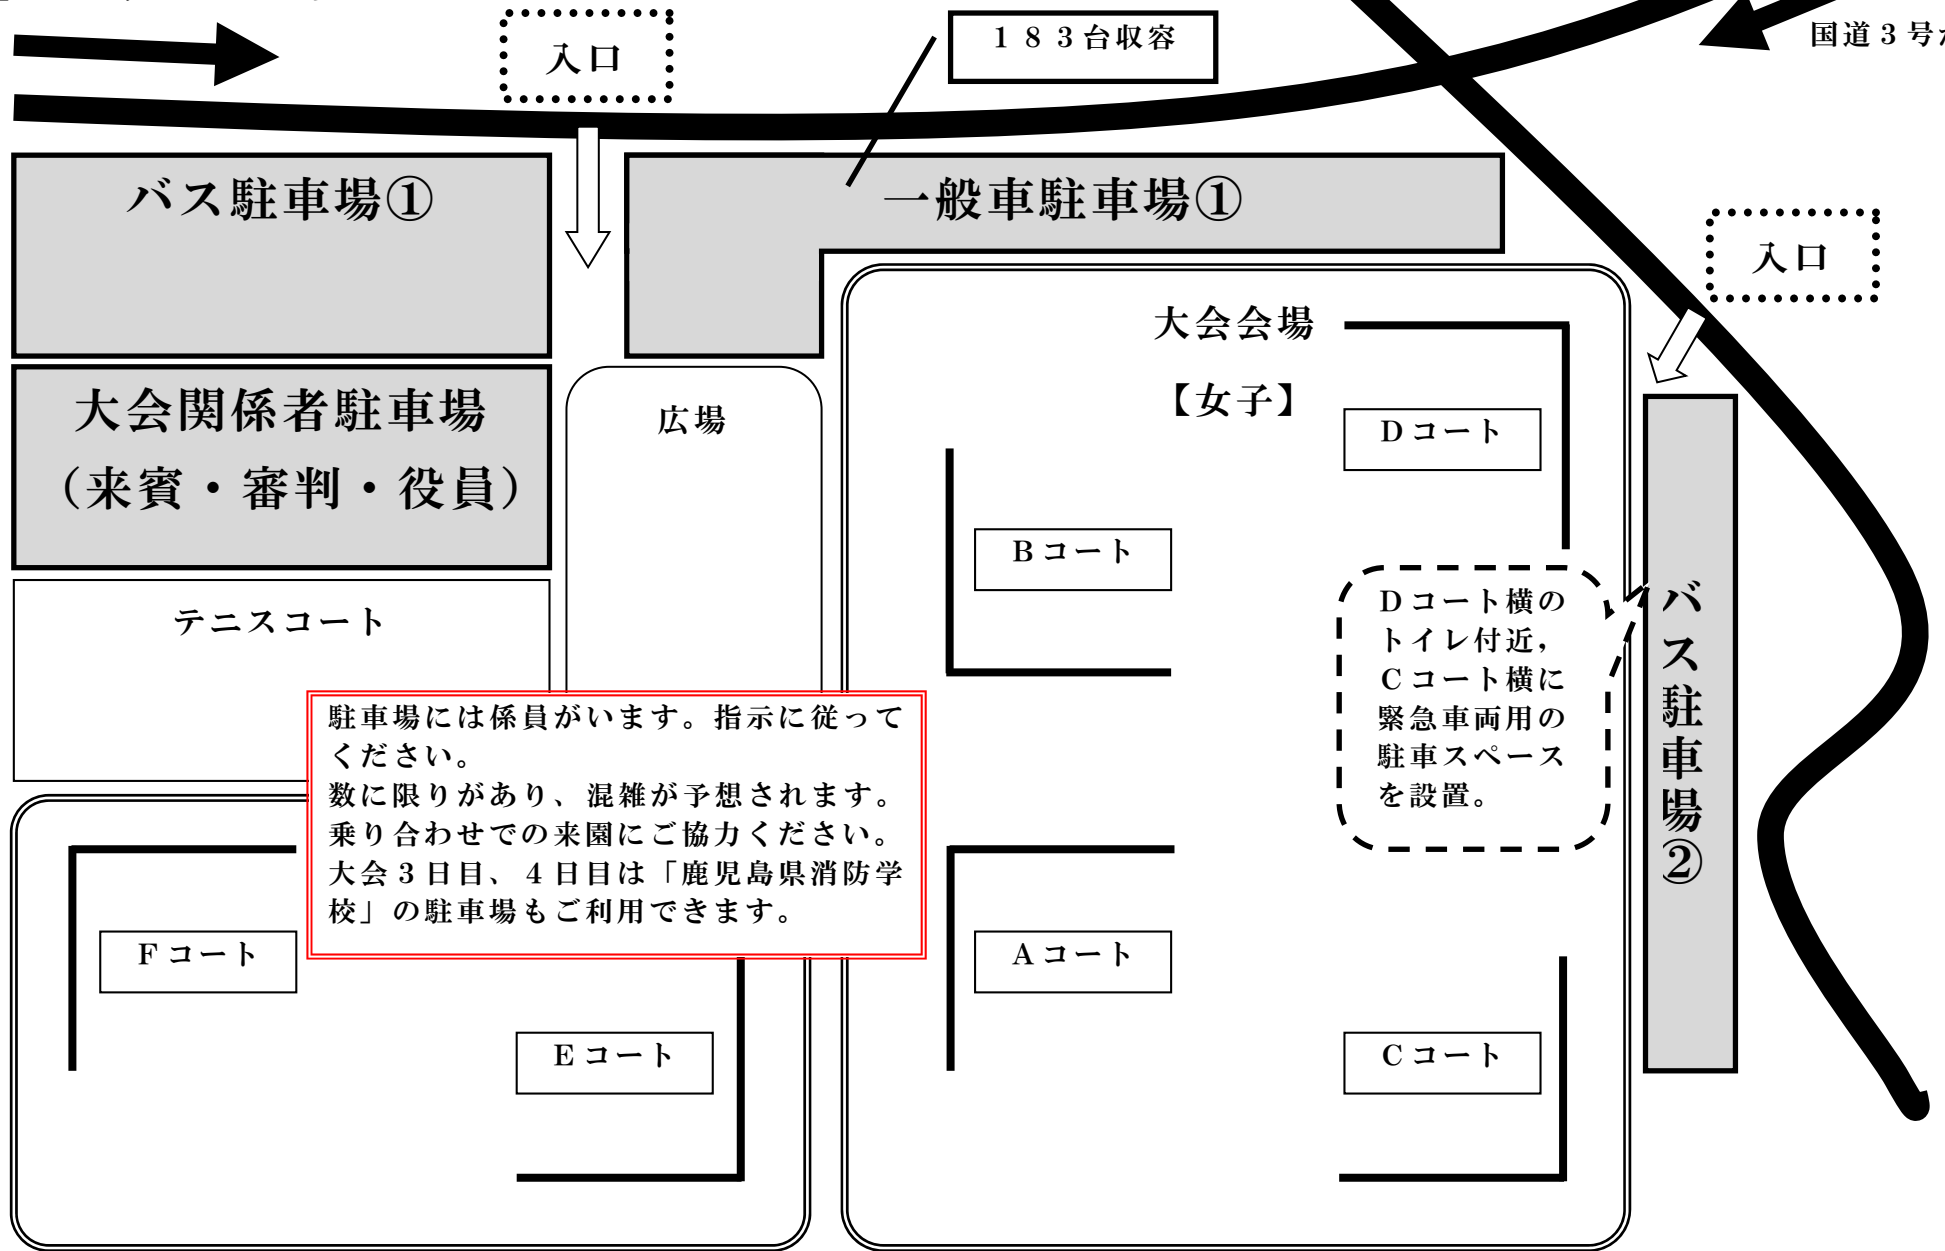 入口
１８３台収容
国道３号
バス駐車場①
一般車駐車場①
入口
大会会場
【女子】
大会関係者駐車場
（来賓・審判・役員）
広場
Dコート
Bコート
テニスコート
Dコート横の
トイレ付近，
Cコート横に
緊急車両用の
駐車スペース
を設置。
バス駐車場②
駐車場には係員がいます。指示に従って
ください。
数に限りがあり、混雑が予想されます。
乗り合わせでの来園にご協力ください。
大会３日目、４日目は「鹿児島県消防学
校」の駐車場もご利用できます。
Fコート
Aコート
Eコート
Cコート